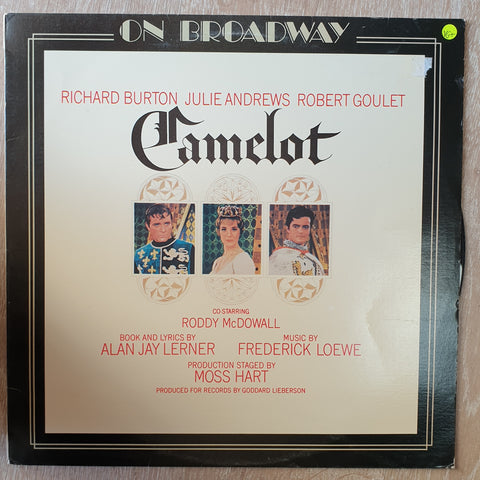 ON BROADWAY
RICHARD BURTON JULIE ANDREWS ROBERT GOULET
Camelot
CO-STARRING
RODDY McDOWALL
BOOK AND LYRICS BY
ALAN JAY LERNER
MUSIC BY
FREDERICK LOEWE
PRODUCTION STAGED BY
MOSS HART
PRODUCED FOR RECORDS BY GODDARD LIEBERSON